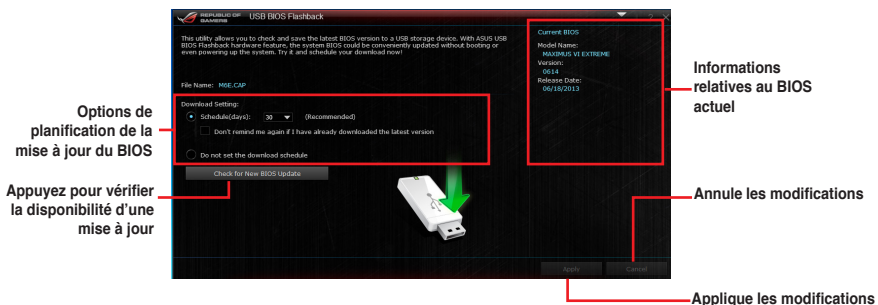 REPUBLIC OF
GAMERS
USB BIOS Flashback
?
This utility allows you to check and save the latest BIOS version to a USB storage device. With ASUS USB
BIOS Flashback hardware feature, the system BIOS could be conveniently updated without booting or
even powering up the system. Try it and schedule your download now!
File Name: M6E.CAP
Download Setting:
Schedule(days): 30 (Recommended)
Don't remind me again if I have already downloaded the latest version
Do not set the download schedule
Check for New BIOS Update
Current BIOS
Model Name:
MAXIMUS VI EXTREME
Version:
0614
Release Date:
06/18/2013
Apply
Cancel
Options de
planification de la
mise à jour du BIOS
Appuyez pour vérifier
la disponibilité d'une
mise à jour
Informations
relatives au BIOS
actuel
Annule les modifications
Applique les modifications